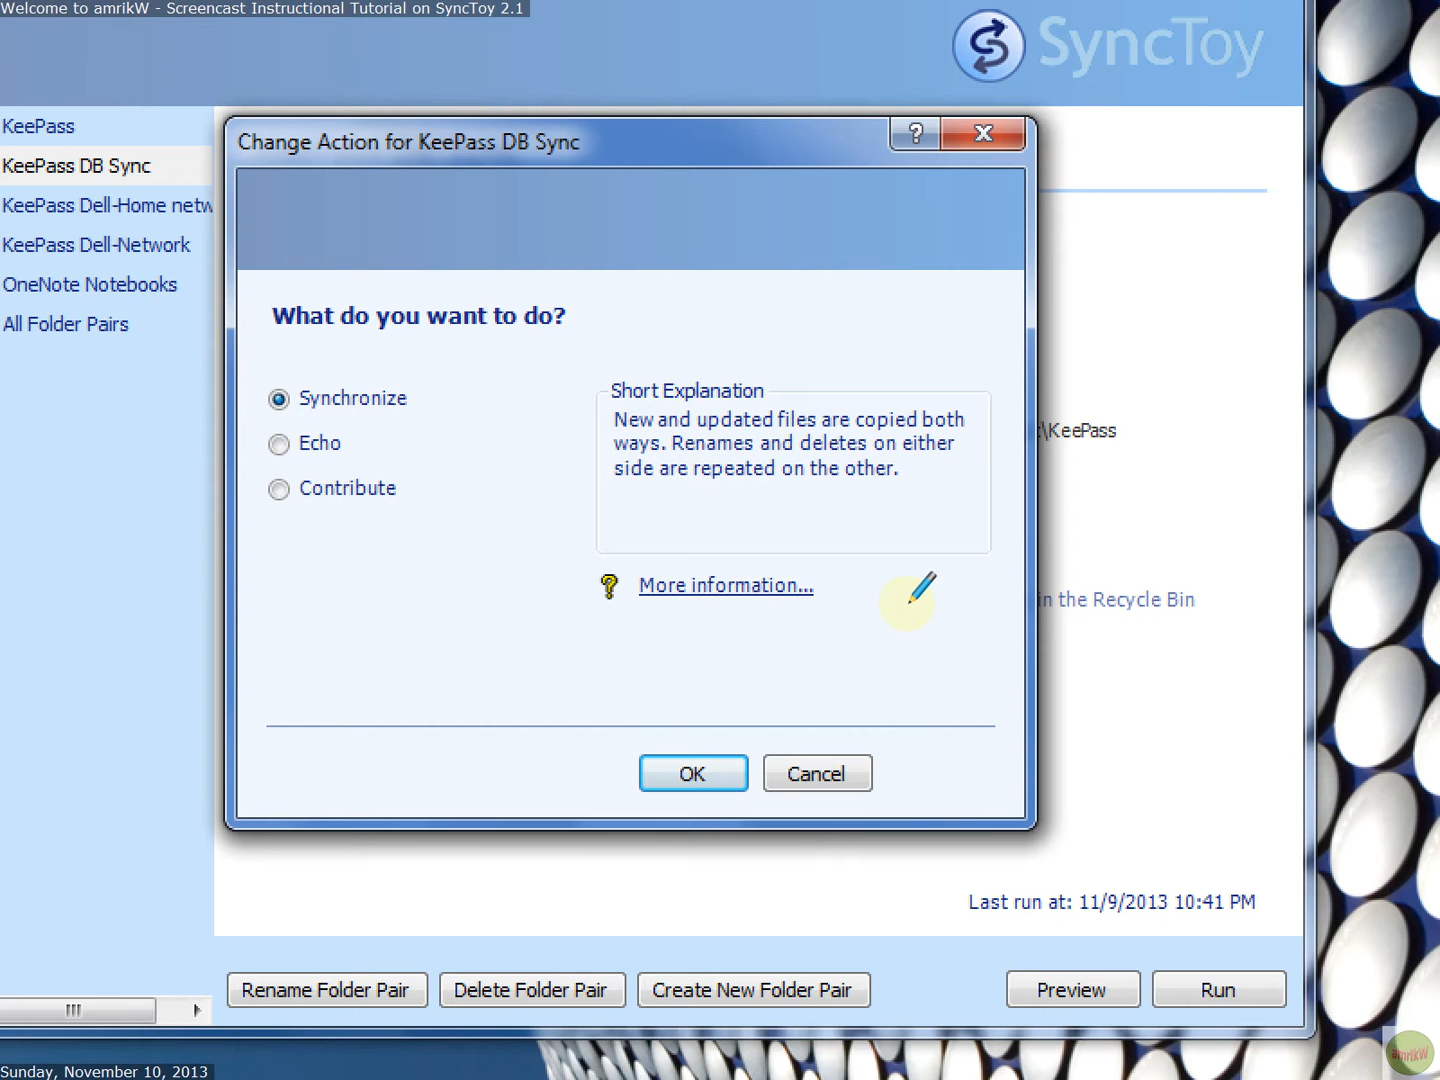 Welcome to amrikW - Screencast Instructional Tutorial on SyncToy 2.1
SyncToy
KeePass
KeePass DB Sync
KeePass Dell-Home netw
KeePass Dell-Network
OneNote Notebooks
All Folder Pairs
Change Action for KeePass DB Sync
What do you want to do?
Synchronize
Echo
Contribute
Short Explanation
New and updated files are copied both
ways. Renames and deletes on either
side are repeated on the other.
More information...
:\KeePass
in the Recycle Bin
OK
Cancel
Last run at: 11/9/2013 10:41 PM
Rename Folder Pair
Delete Folder Pair
Create New Folder Pair
Preview
Run
amrikW
Sunday, November 10, 2013